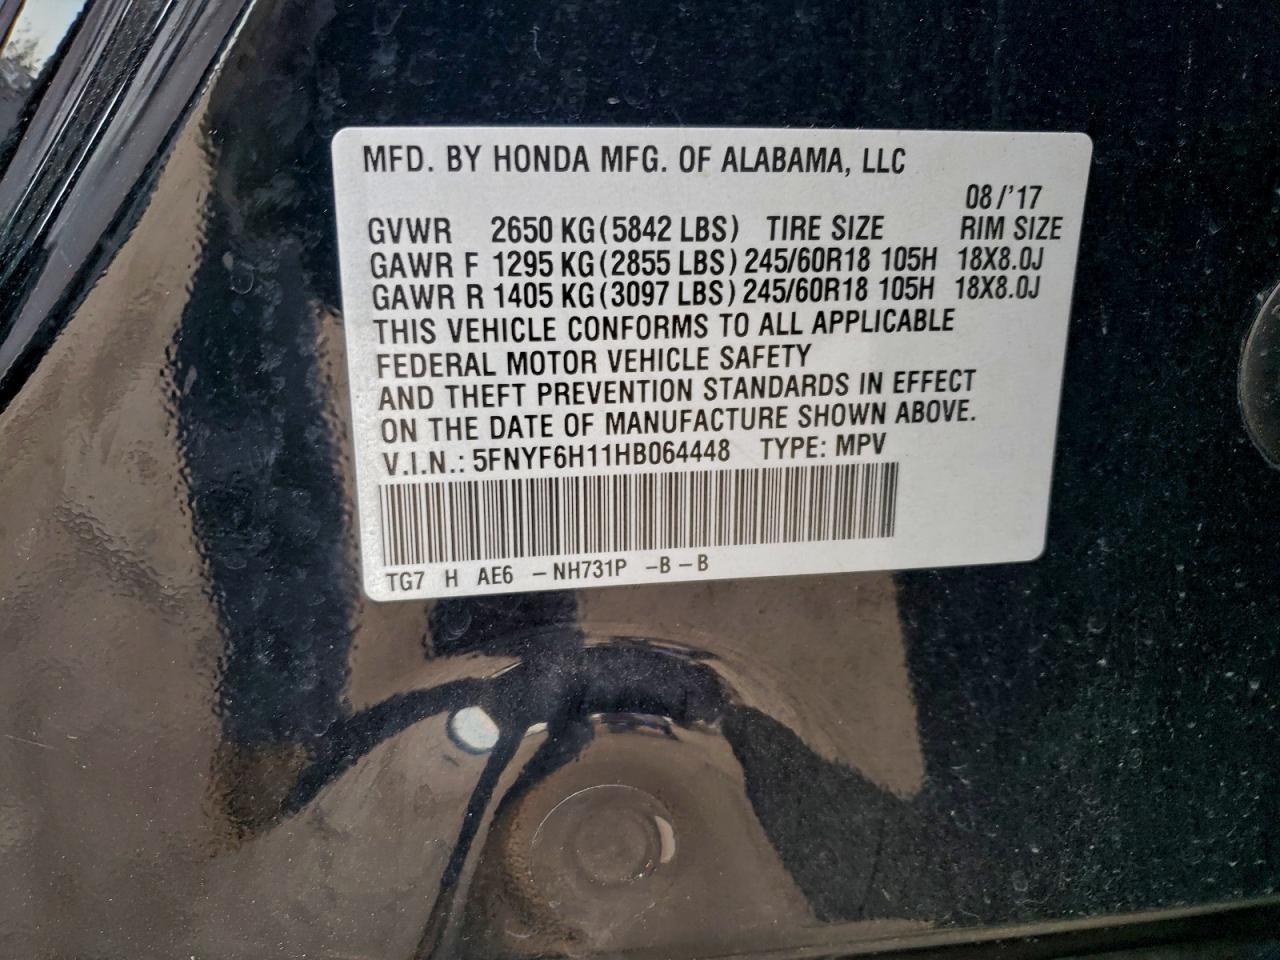 MFD. BY HONDA MFG. OF ALABAMA, LLC
08/'17
GVWR 2650 KG(5842 LBS) TIRE SIZE RIM SIZE
GAWR F 1295 KG(2855 LBS) 245/60R18 105H 18X8.0J
GAWR R 1405 KG(3097 LBS) 245/60R18 105H 18X8.0J
THIS VEHICLE CONFORMS TO ALL APPLICABLE
FEDERAL MOTOR VEHICLE SAFETY
AND THEFT PREVENTION STANDARDS IN EFFECT
ON THE DATE OF MANUFACTURE SHOWN ABOVE.
V.I.N.: 5FNYF6H11HB064448 TYPE: MPV
TG7 H AE6 -NH731P -B-B